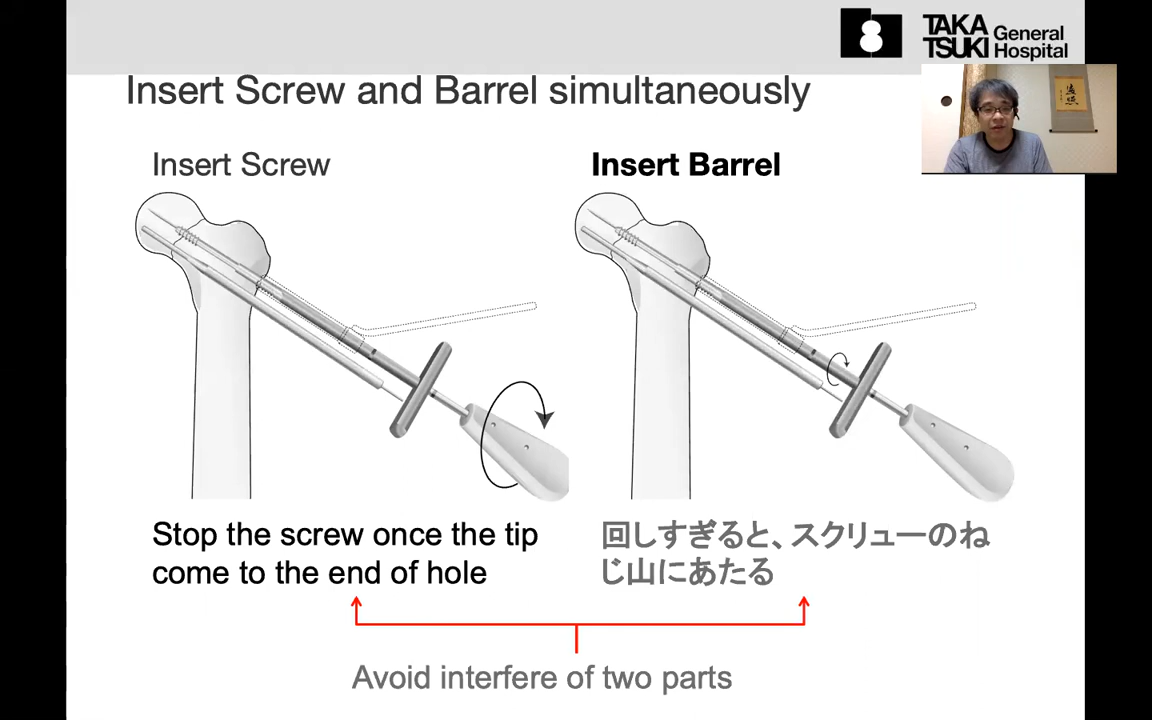 TAKA
TSUKI General
Hospital
Insert Screw and Barrel simultaneously
Insert Screw
Insert Barrel
Stop the screw once the tip
come to the end of hole
回しすぎると、スクリューのね
じ山にあたる
Avoid interfere of two parts